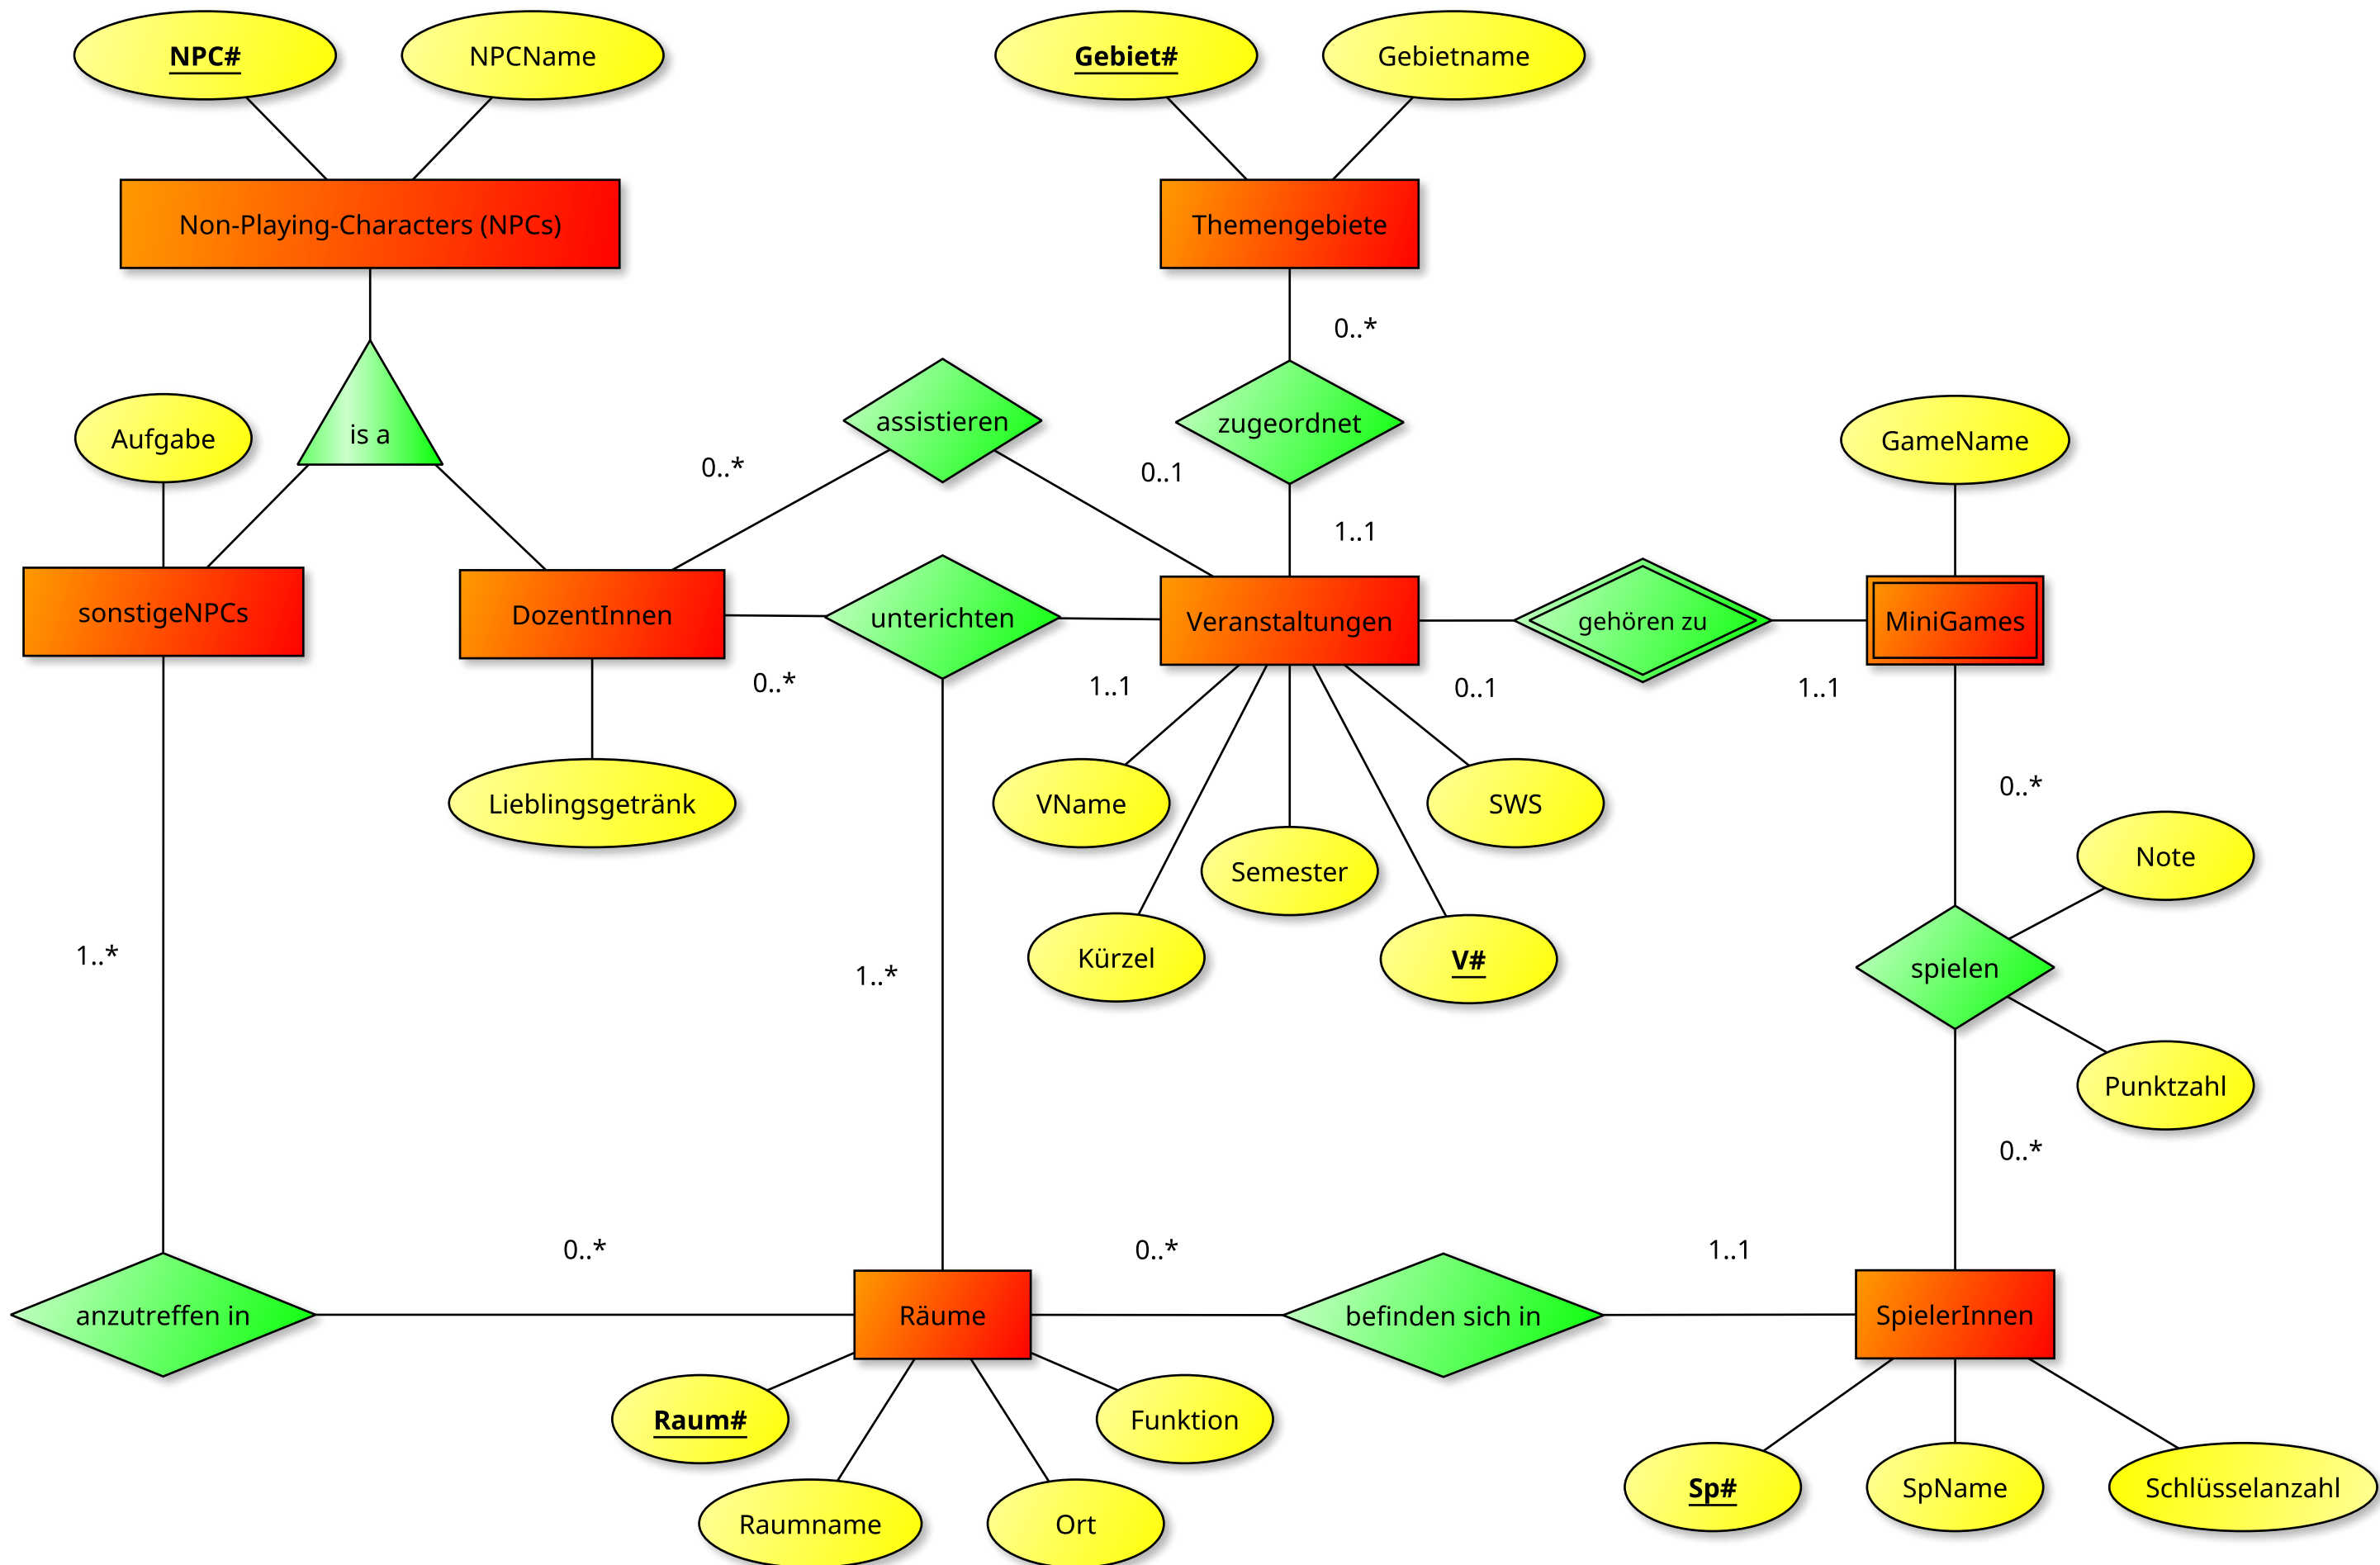 NPC#
NPCName
Gebiet#
Gebietname
Non-Playing-Characters (NPCs)
Themengebiete
0..*
is a
assistieren
zugeordnet
Aufgabe
GameName
0..*
0..1
1..1
sonstigeNPCs
DozentInnen
unterichten
Veranstaltungen
gehören zu
MiniGames
0..*
1..1
0..1
1..1
0..*
Lieblingsgetränk
VName
SWS
Semester
Note
Kürzel
V#
1..*
1..*
spielen
Punktzahl
0..*
0..*
0..*
1..1
anzutreffen in
Räume
befinden sich in
SpielerInnen
Raum#
Funktion
Raumname
Ort
Sp#
SpName
Schlüsselanzahl